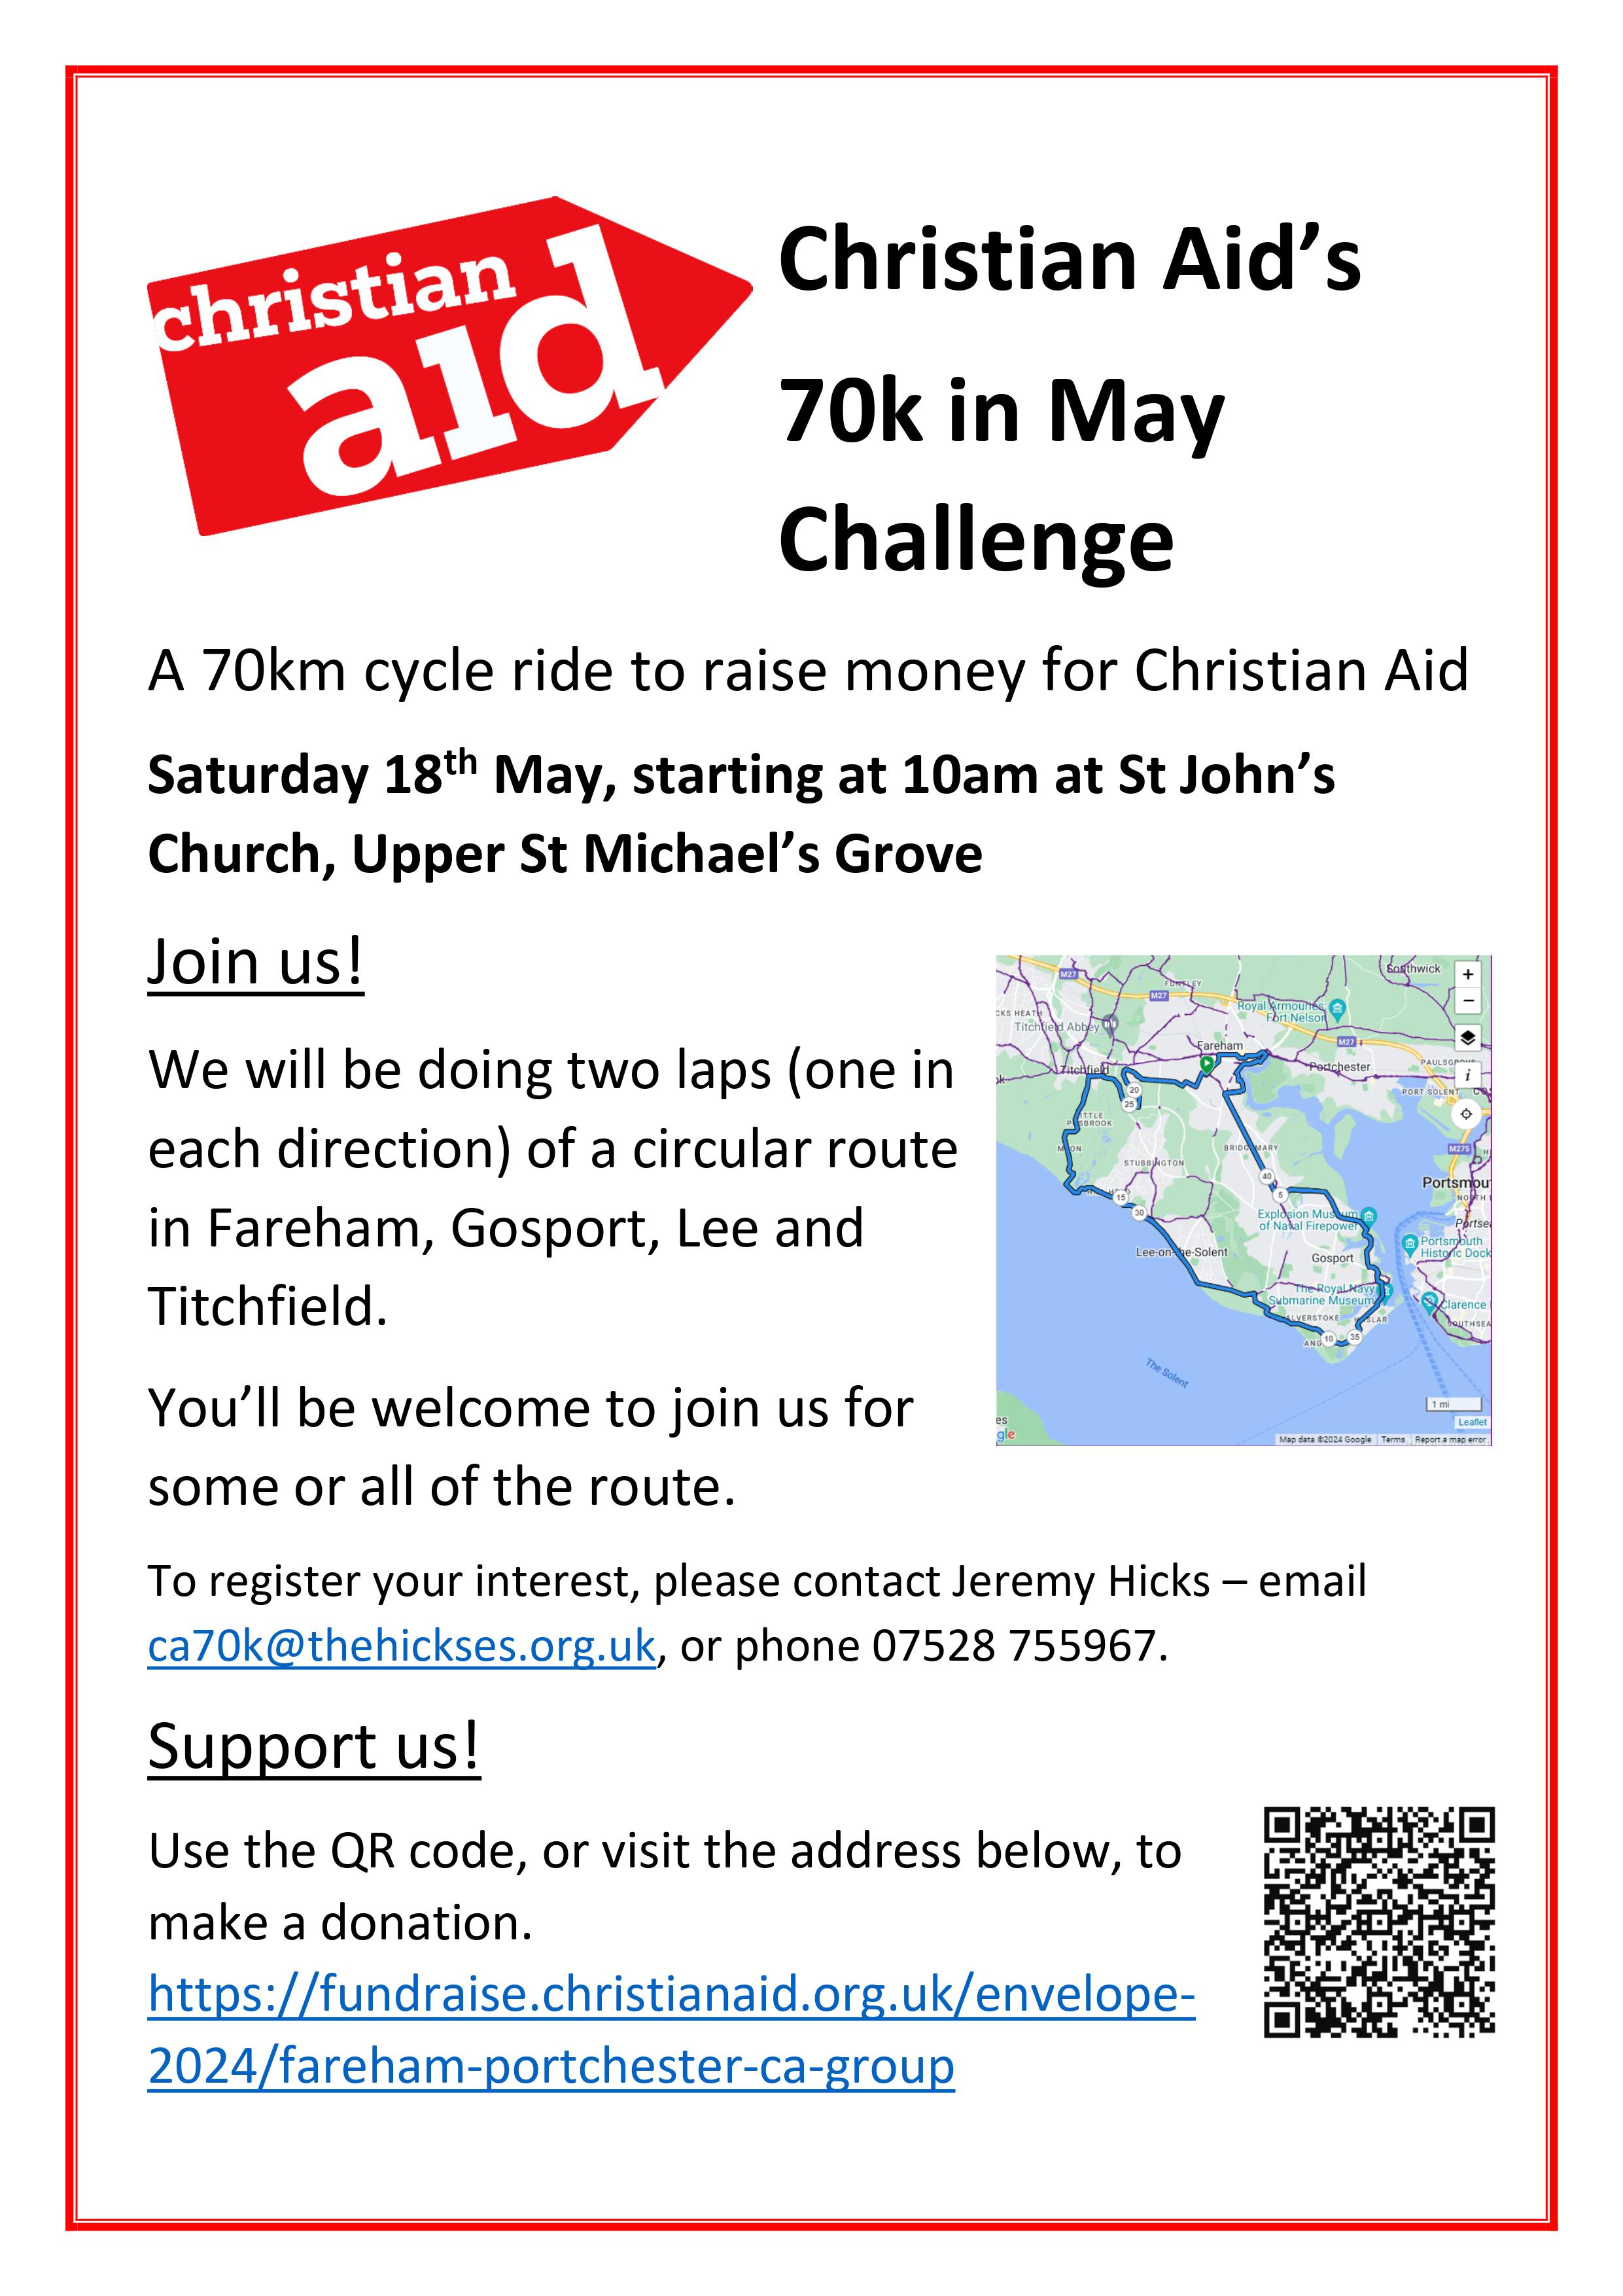 christian
aid
Christian Aid’s
70k in May
Challenge
A 70km cycle ride to raise money for Christian Aid
Saturday 18th May, starting at 10am at St John’s
Church, Upper St Michael’s Grove
Join us!
We will be doing two laps (one in
each direction) of a circular route
in Fareham, Gosport, Lee and
Titchfield.
You’ll be welcome to join us for
some or all of the route.
Southwick
+
M27
FUNTLEY
M27
−
CKS HEATH
Royal Armouries:
Fort Nelson
Titchfield Abbey
M27
Fareham
PAULSGROVE
Titchfield
Portchester
i
PORT SOLENT
20
25
M275
BRIDGEMARY
STUBBINGTON
40
Portsmou
5
15
30
Explosion Museum
of Naval Firepower
Portsmouth
Historic Dock
Lee-on-the-Solent
Gosport
The Royal Navy
Submarine Museum
Clarence
ALVERSTOKE
HASLAR
SOUTHSEA
10
35
The Solent
1 mi
Leaflet
es
gle
Map data ©2024 Google
Terms
Report a map error
To register your interest, please contact Jeremy Hicks – email
ca70k@thehickses.org.uk, or phone 07528 755967.
Support us!
Use the QR code, or visit the address below, to
make a donation.
https://fundraise.christianaid.org.uk/envelope-
2024/fareham-portchester-ca-group